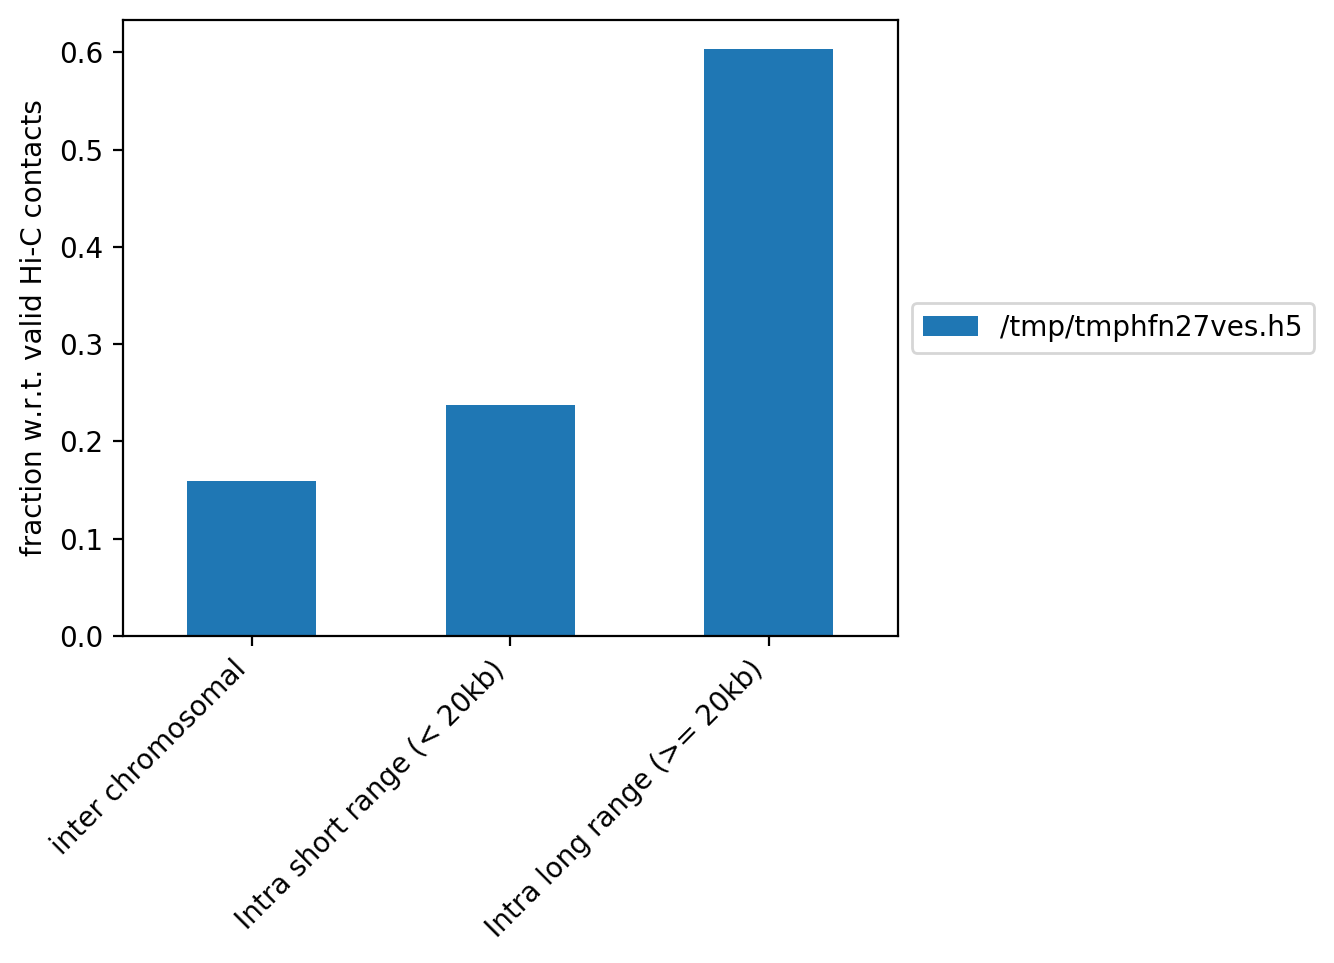 fraction w.r.t. valid Hi-C contacts
0.6
0.5
0.4
0.3
0.2
0.1
0.0
inter chromosomal
Intra short range (< 20kb)
Intra long range (>= 20kb)
/tmp/tmphfn27ves.h5